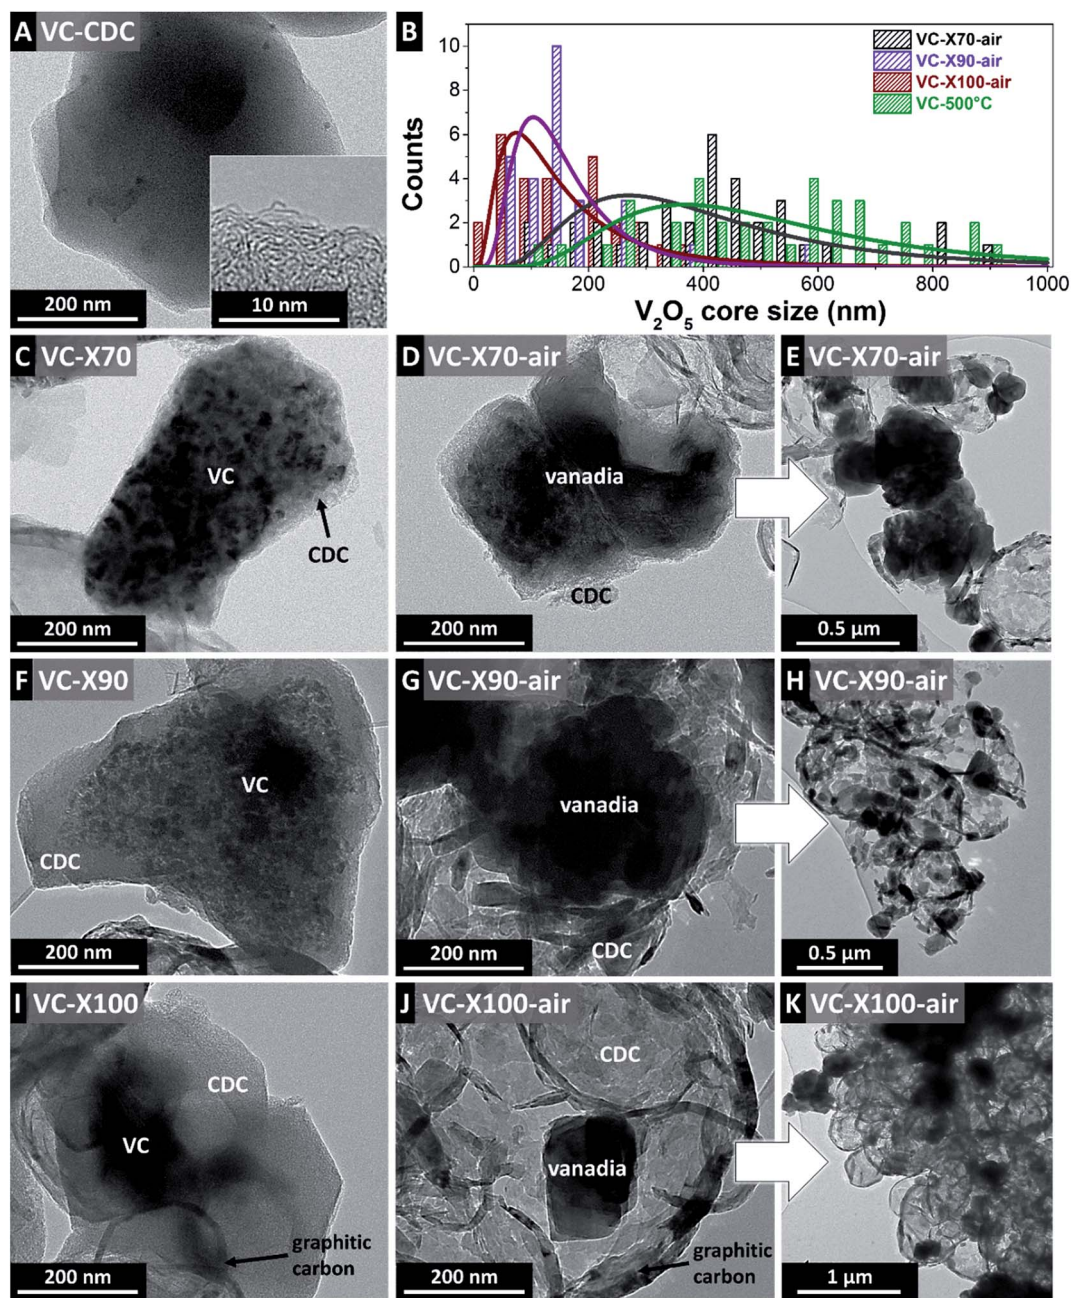 A VC-CDC
200 nm
10 nm
B
Counts
10
8
6
4
2
0
VC-X70-air
VC-X90-air
VC-X100-air
VC-500°C
0 200 400 600 800 1000
V₂O₅ core size (nm)
C VC-X70
VC
CDC
200 nm
D VC-X70-air
vanadia
CDC
200 nm
E VC-X70-air
0.5 µm
F VC-X90
VC
CDC
200 nm
G VC-X90-air
vanadia
CDC
200 nm
H VC-X90-air
0.5 µm
I VC-X100
CDC
VC
graphitic
carbon
200 nm
J VC-X100-air
CDC
vanadia
graphitic
carbon
200 nm
K VC-X100-air
1 µm